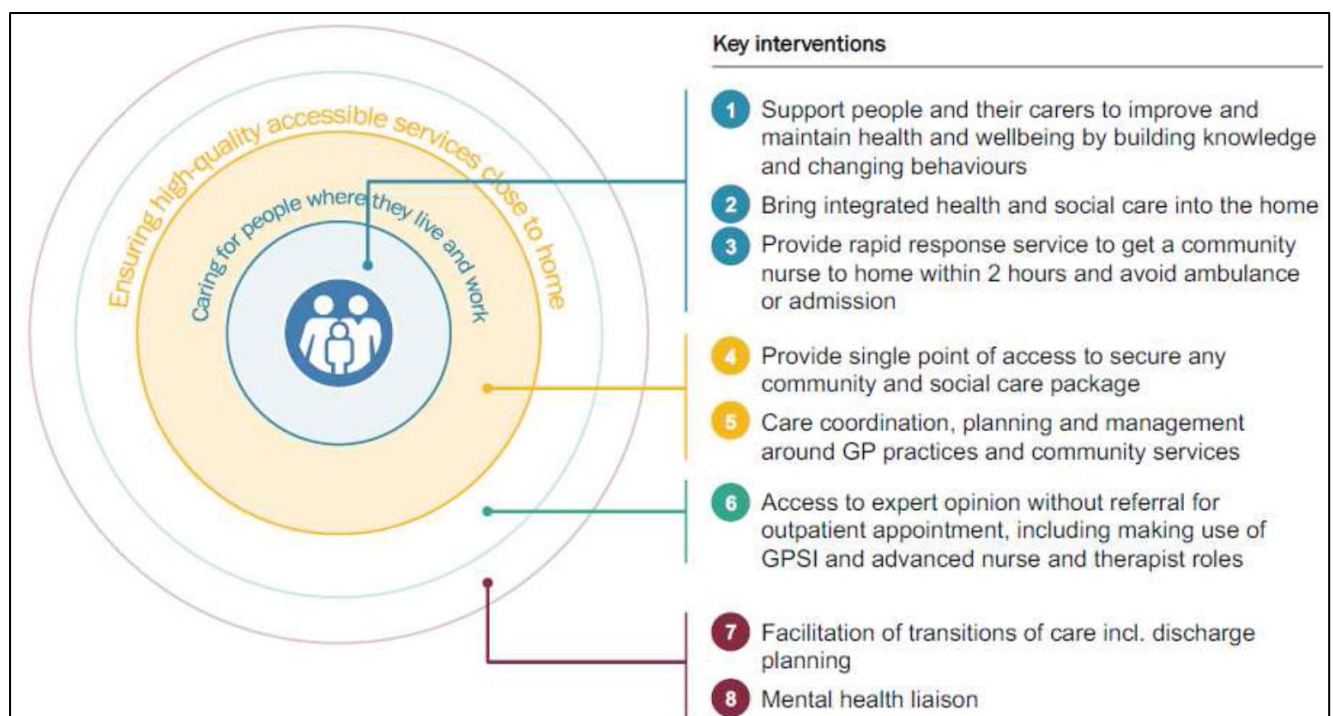 Key interventions
Ensuring high-quality accessible services close to home
Caring for people where they live and work
1 Support people and their carers to improve and
maintain health and wellbeing by building knowledge
and changing behaviours
2 Bring integrated health and social care into the home
3 Provide rapid response service to get a community
nurse to home within 2 hours and avoid ambulance
or admission
4 Provide single point of access to secure any
community and social care package
5 Care coordination, planning and management
around GP practices and community services
6 Access to expert opinion without referral for
outpatient appointment, including making use of
GPSI and advanced nurse and therapist roles
7 Facilitation of transitions of care incl. discharge
planning
8 Mental health liaison